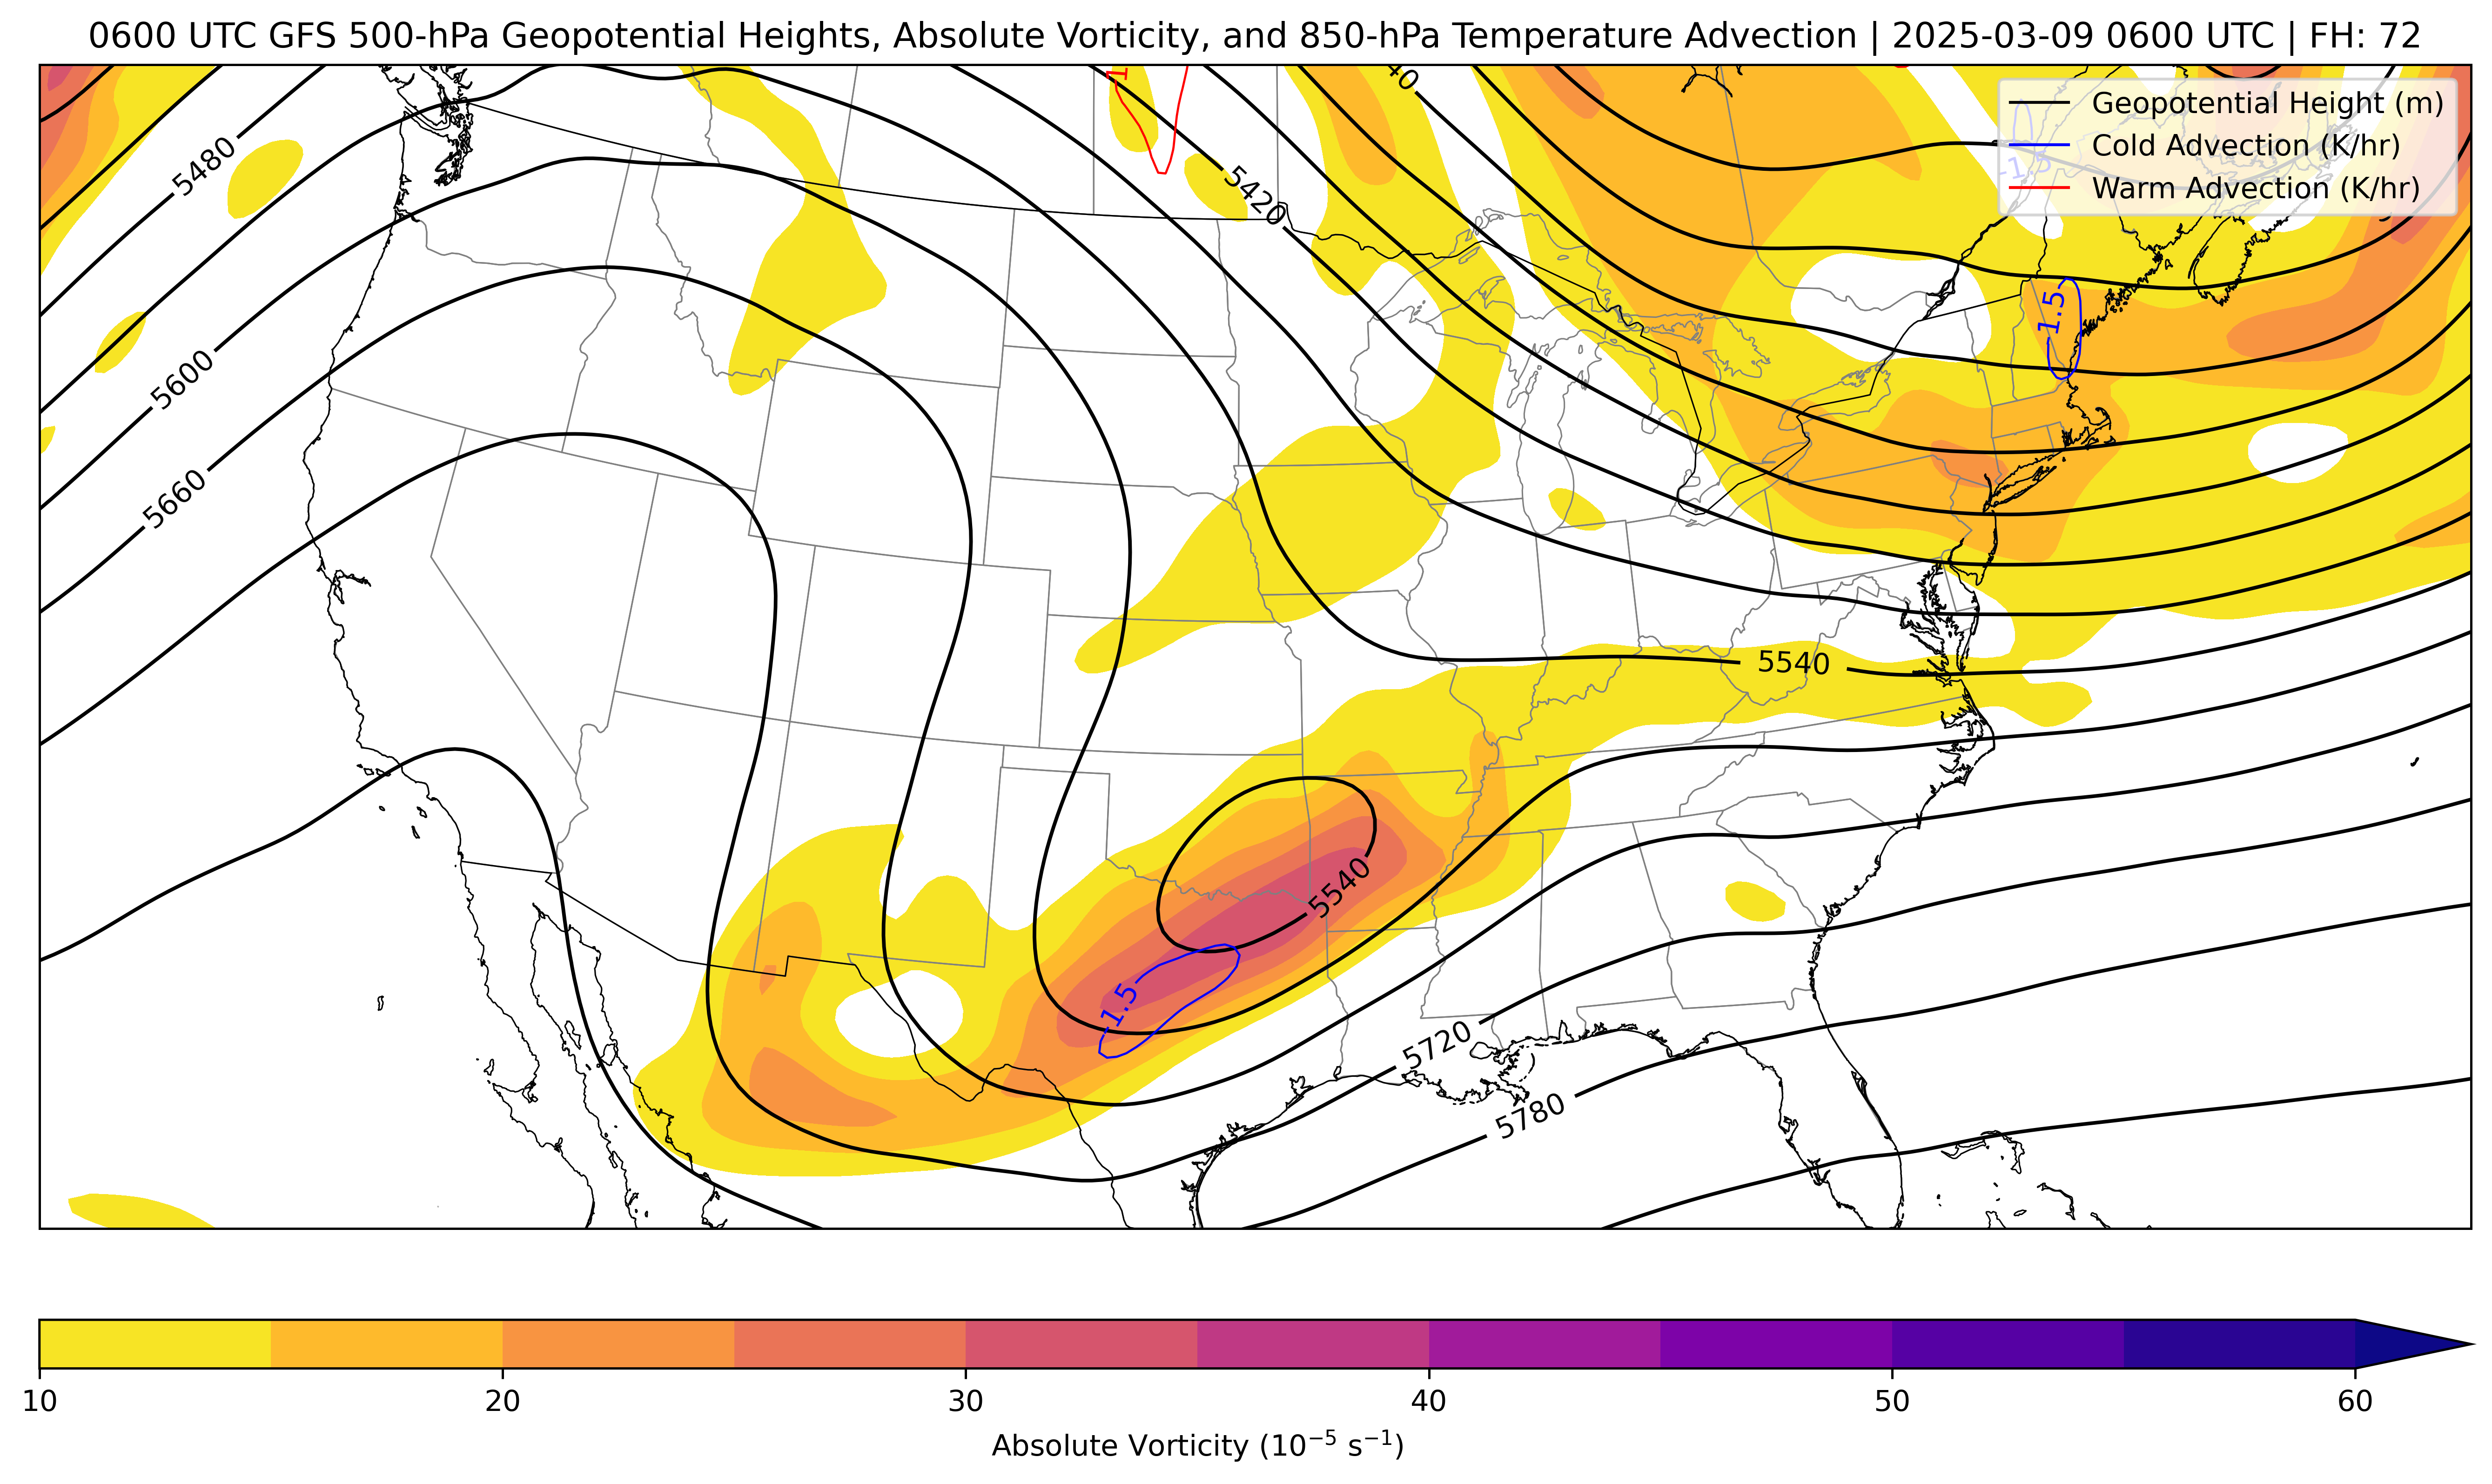 0600 UTC GFS 500-hPa Geopotential Heights, Absolute Vorticity, and 850-hPa Temperature Advection | 2025-03-09 0600 UTC | FH: 72
Geopotential Height (m)
Cold Advection (K/hr)
Warm Advection (K/hr)
5480
5420
-1.5
-1.5
5600
5660
5540
5540
-1.5
5720
5780
10 20 30 40 50 60
Absolute Vorticity (10⁻⁵ s⁻¹)